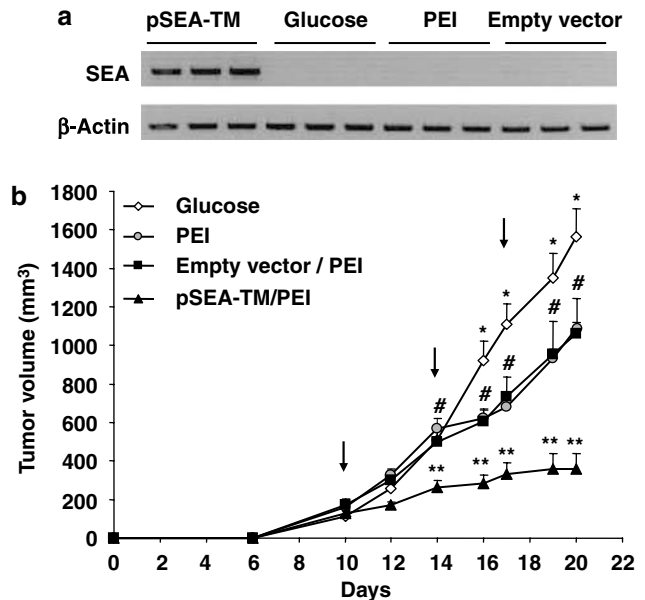 a
pSEA-TM Glucose PEI Empty vector
SEA
β-Actin
b
Tumor volume (mm³)
1800
1600
1400
1200
1000
800
600
400
200
0
Glucose
PEI
Empty vector / PEI
pSEA-TM/PEI
* * * * *
# # # # #
** ** ** ** **
0 2 4 6 8 10 12 14 16 18 20 22
Days